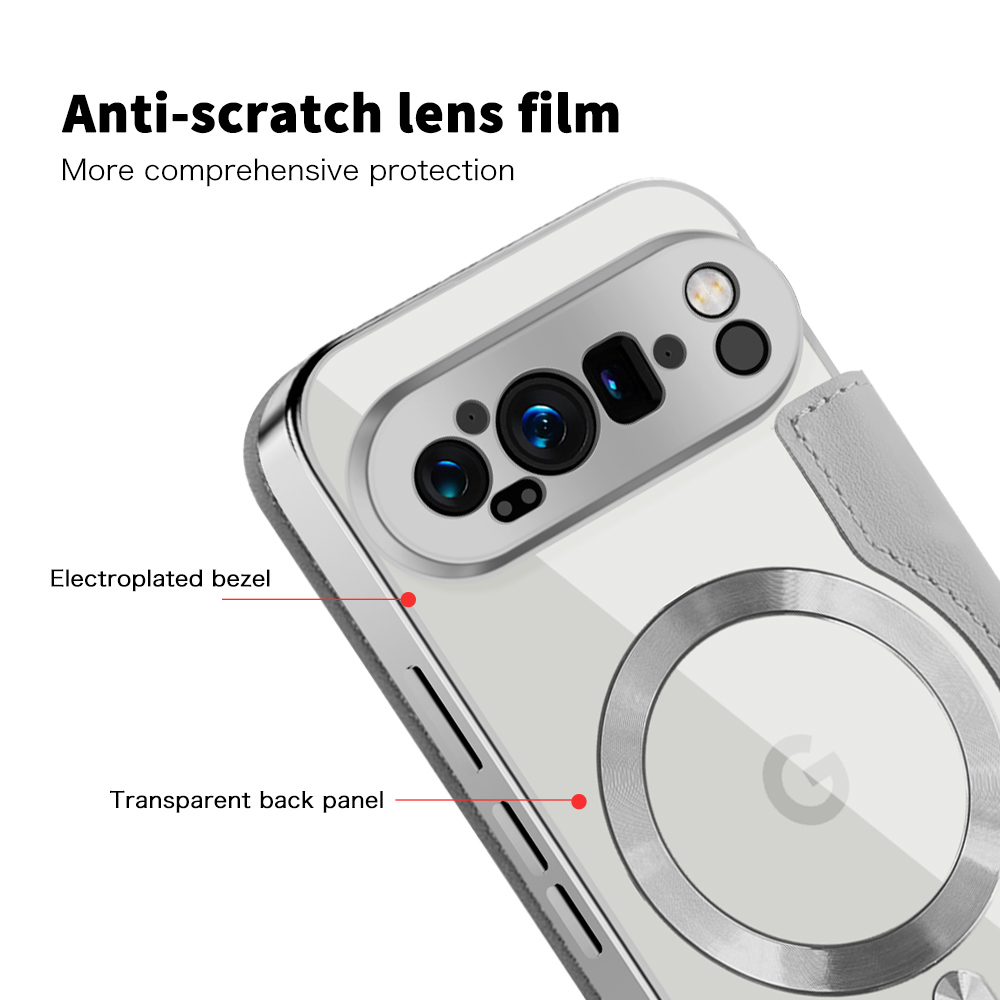 Anti-scratch lens film
More comprehensive protection
Electroplated bezel
Transparent back panel
G